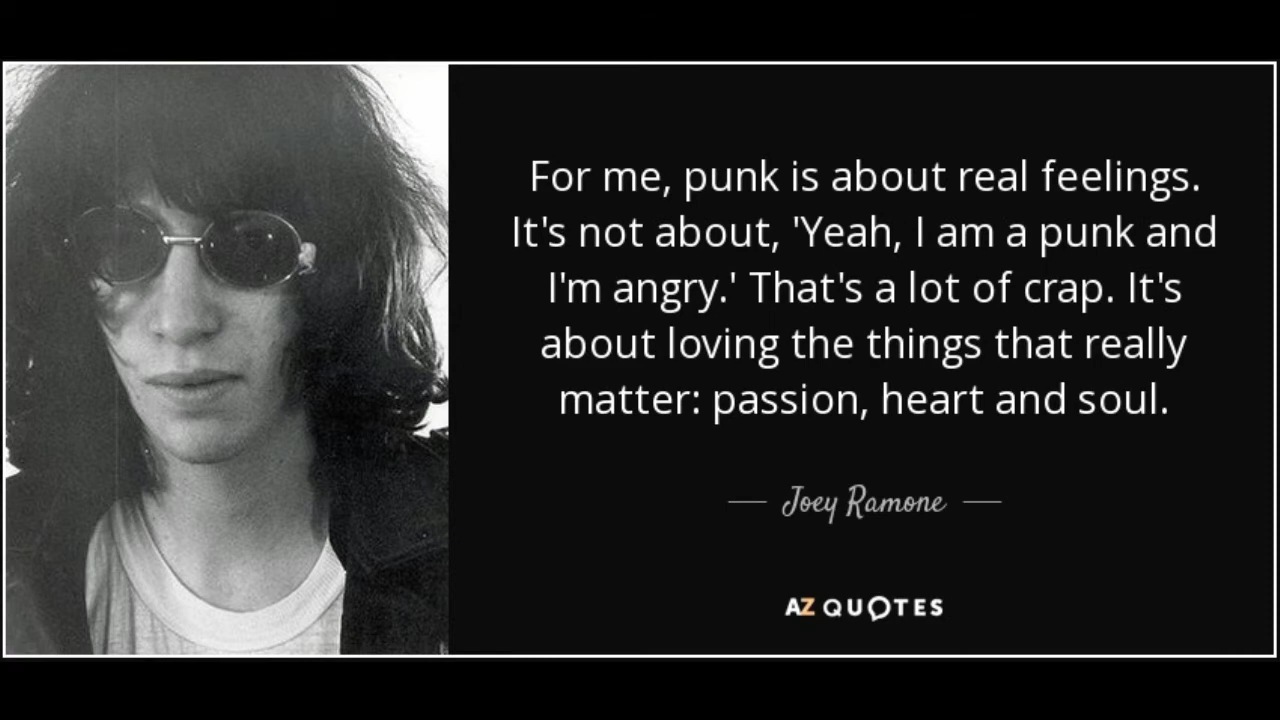 For me, punk is about real feelings.
It's not about, 'Yeah, I am a punk and
I'm angry.' That's a lot of crap. It's
about loving the things that really
matter: passion, heart and soul.
Joey Ramone
AZ QUOTES